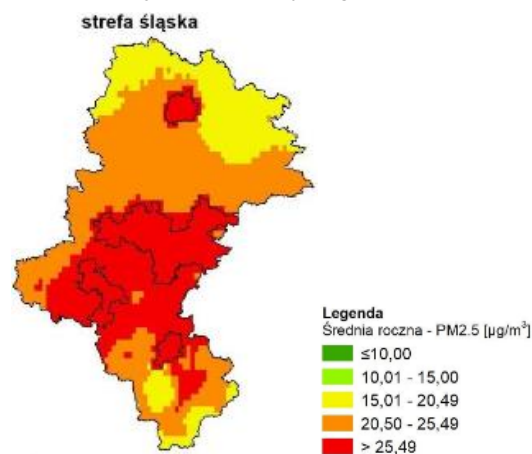 strefa śląska
Legenda
Średnia roczna - PM2.5 [µg/m³]
≤10,00
10,01 - 15,00
15,01 - 20,49
20,50 - 25,49
> 25,49